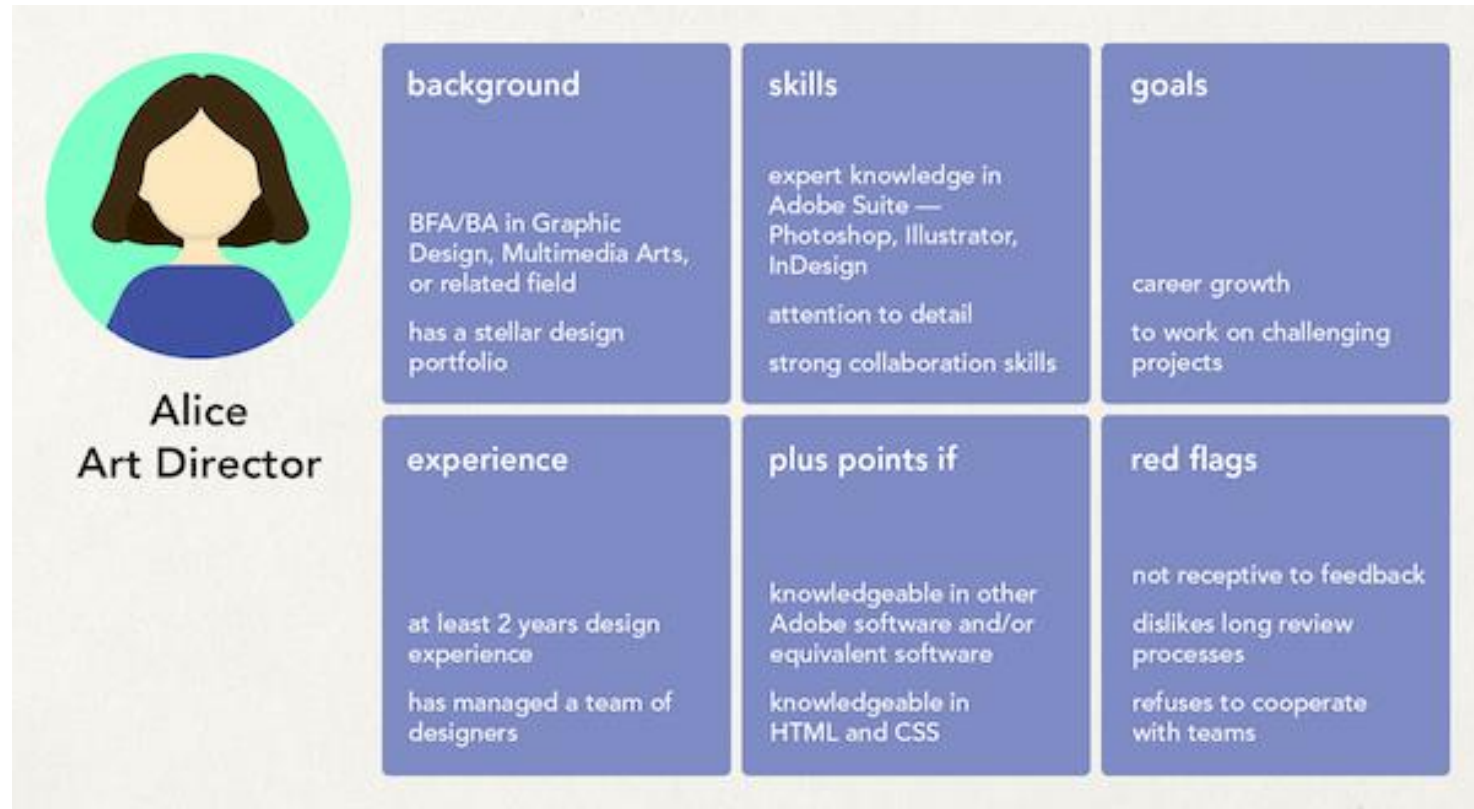 Alice
Art Director
background
BFA/BA in Graphic
Design, Multimedia Arts,
or related field
has a stellar design
portfolio
skills
expert knowledge in
Adobe Suite —
Photoshop, Illustrator,
InDesign
attention to detail
strong collaboration skills
goals
career growth
to work on challenging
projects
experience
at least 2 years design
experience
has managed a team of
designers
plus points if
knowledgeable in other
Adobe software and/or
equivalent software
knowledgeable in
HTML and CSS
red flags
not receptive to feedback
dislikes long review
processes
refuses to cooperate
with teams